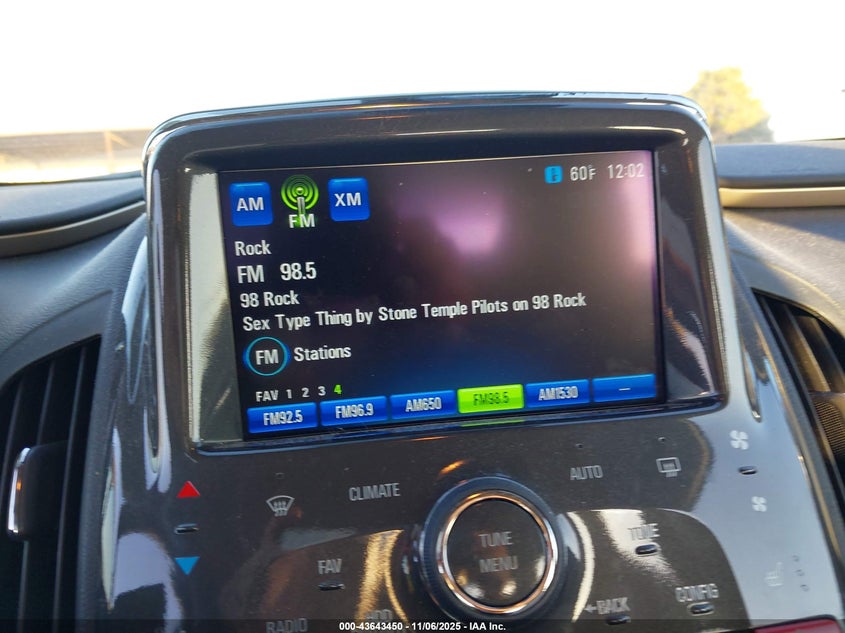 60°F 12:02
AM FM XM
Rock
FM 98.5
98 Rock
Sex Type Thing by Stone Temple Pilots on 98 Rock
FM Stations
FAV 1 2 3 4
FM92.5 FM96.9 AM650 FM98.5 AM1530 —
CLIMATE AUTO
TUNE
MENU
TONE
FAV
RADIO
BACK CONFIG
000-43643450 - 11/06/2025 - IAA Inc.